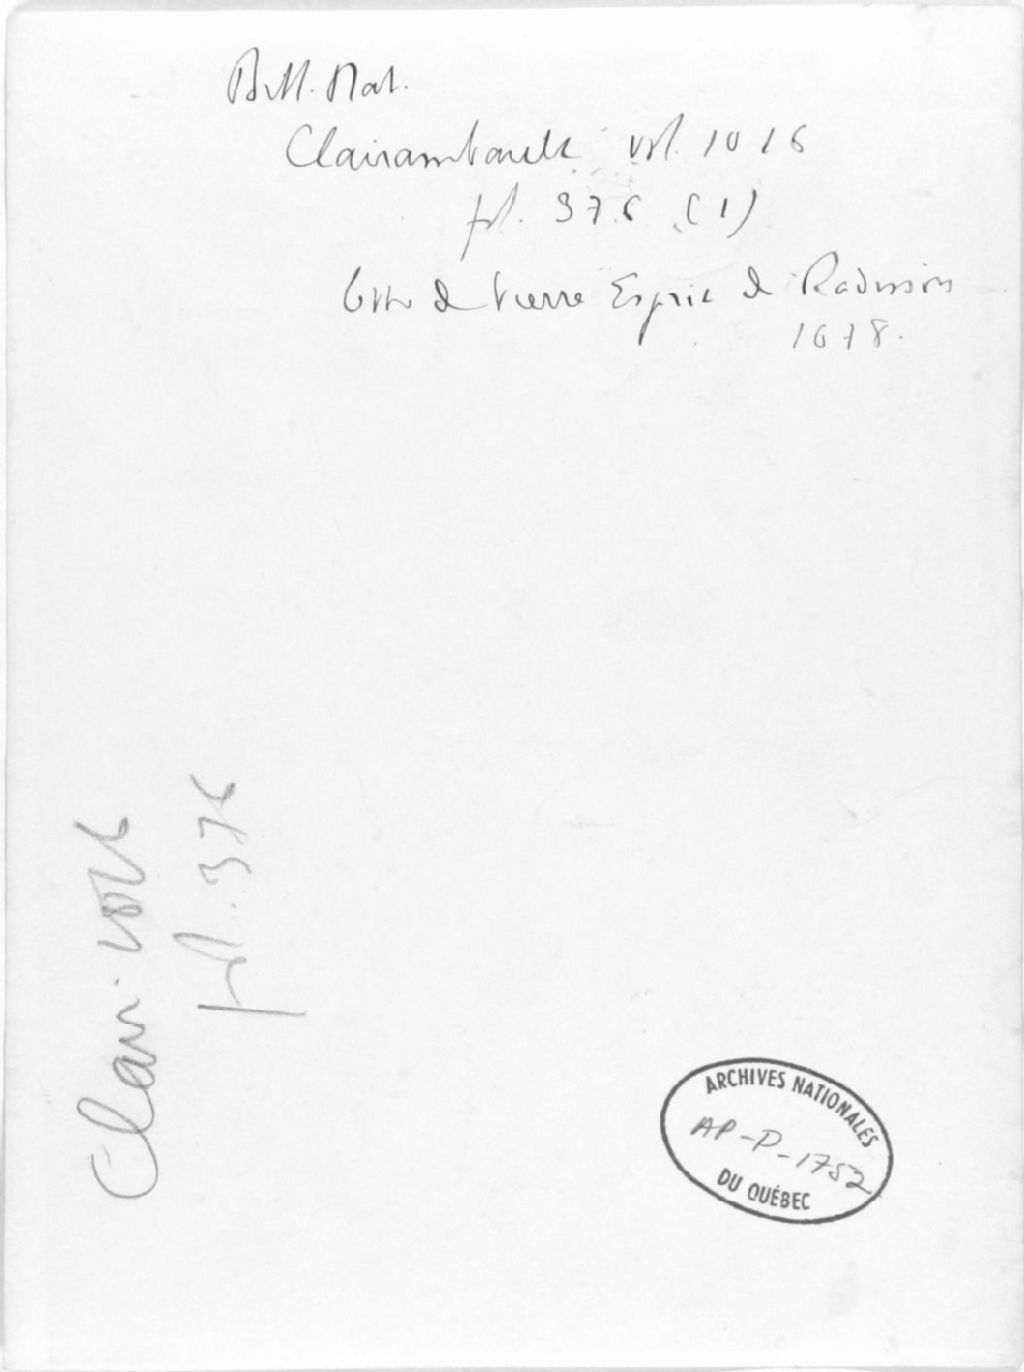 Bibl. Nat.
Clairambault vol. 1016
fol. 376 (1)
Lettre de Pierre Esprit de Radisson
1678.
Clair. 1016
fol. 376
ARCHIVES NATIONALES
AP-P-1752
DU QUÉBEC